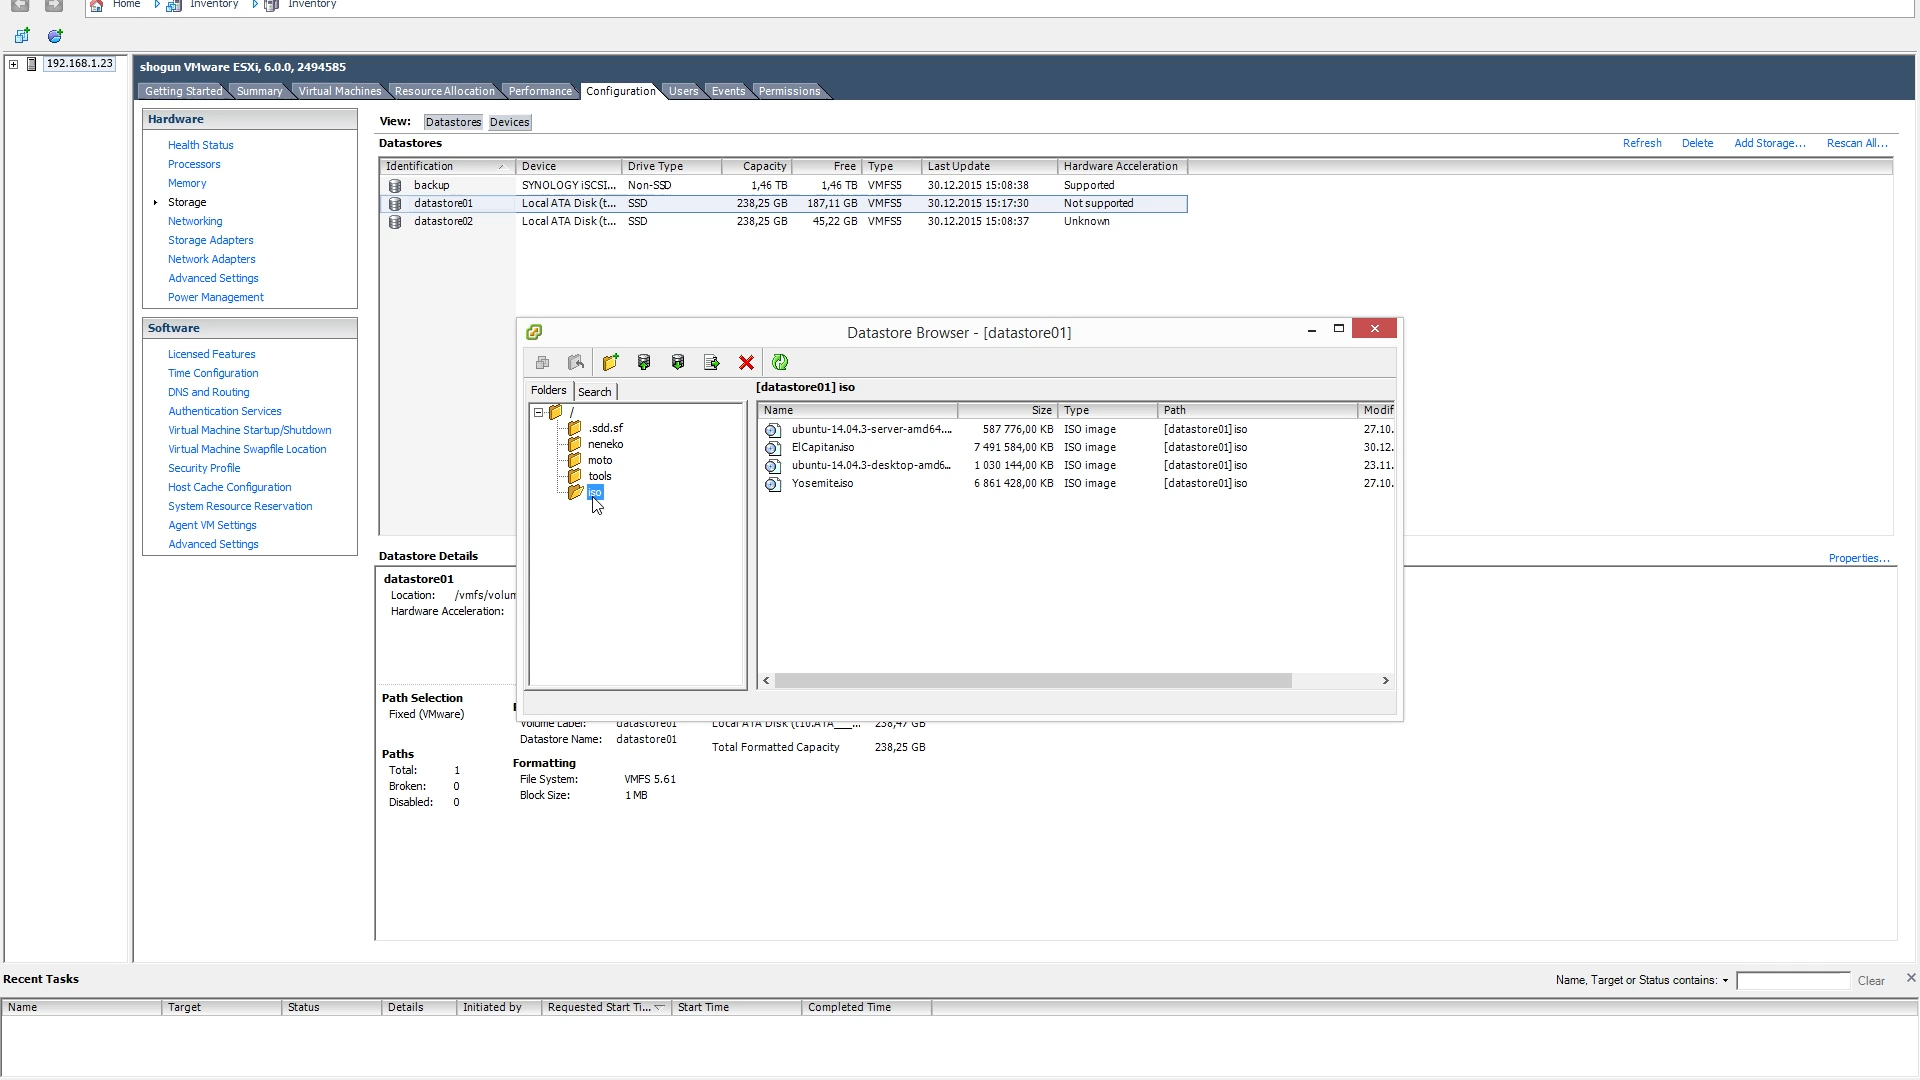 Home Inventory Inventory
192.168.1.23
shogun VMware ESXi, 6.0.0, 2494585
Getting Started Summary Virtual Machines Resource Allocation Performance Configuration Users Events Permissions
Hardware
Health Status
Processors
Memory
Storage
Networking
Storage Adapters
Network Adapters
Advanced Settings
Power Management
Software
Licensed Features
Time Configuration
DNS and Routing
Authentication Services
Virtual Machine Startup/Shutdown
Virtual Machine Swapfile Location
Security Profile
Host Cache Configuration
System Resource Reservation
Agent VM Settings
Advanced Settings
View: Datastores Devices
Datastores Refresh Delete Add Storage... Rescan All...
Identification Device Drive Type Capacity Free Type Last Update Hardware Acceleration
backup SYNOLOGY iSCSI... Non-SSD 1,46 TB 1,46 TB VMFS5 30.12.2015 15:08:38 Supported
datastore01 Local ATA Disk (t... SSD 238,25 GB 187,11 GB VMFS5 30.12.2015 15:17:30 Not supported
datastore02 Local ATA Disk (t... SSD 238,25 GB 45,22 GB VMFS5 30.12.2015 15:08:37 Unknown
Datastore Browser - [datastore01]
Folders Search
/
.sdd.sf
neneko
moto
tools
iso
[datastore01] iso
Name Size Type Path Modif
ubuntu-14.04.3-server-amd64.... 587 776,00 KB ISO image [datastore01] iso 27.10.
ElCapitan.iso 7 491 584,00 KB ISO image [datastore01] iso 30.12.
ubuntu-14.04.3-desktop-amd6... 1 030 144,00 KB ISO image [datastore01] iso 23.11.
Yosemite.iso 6 861 428,00 KB ISO image [datastore01] iso 27.10.
Datastore Details Properties...
datastore01
Location: /vmfs/volum
Hardware Acceleration:
Path Selection
Fixed (VMware)
Paths
Total: 1
Broken: 0
Disabled: 0
Volume Label: datastore01 Local ATA Disk (t10.ATA___... 238,47 GB
Datastore Name: datastore01 Total Formatted Capacity 238,25 GB
Formatting
File System: VMFS 5.61
Block Size: 1 MB
Recent Tasks Name, Target or Status contains: Clear
Name Target Status Details Initiated by Requested Start Ti... Start Time Completed Time